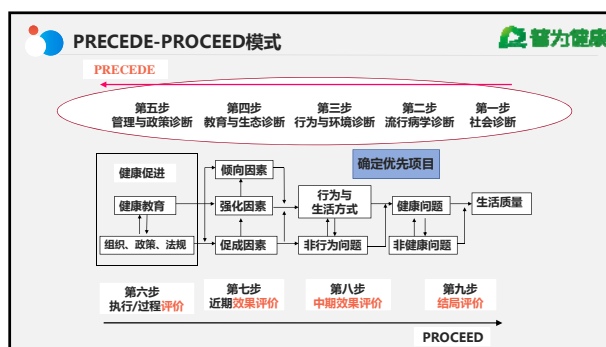 PRECEDE-PROCEED模式
普为健康
PRECEDE
第五步
管理与政策诊断
第四步
教育与生态诊断
第三步
行为与环境诊断
第二步
流行病学诊断
第一步
社会诊断
确定优先项目
健康促进
健康教育
组织、政策、法规
倾向因素
强化因素
促成因素
行为与
生活方式
非行为问题
健康问题
非健康问题
生活质量
第六步
执行/过程评价
第七步
近期效果评价
第八步
中期效果评价
第九步
结局评价
PROCEED